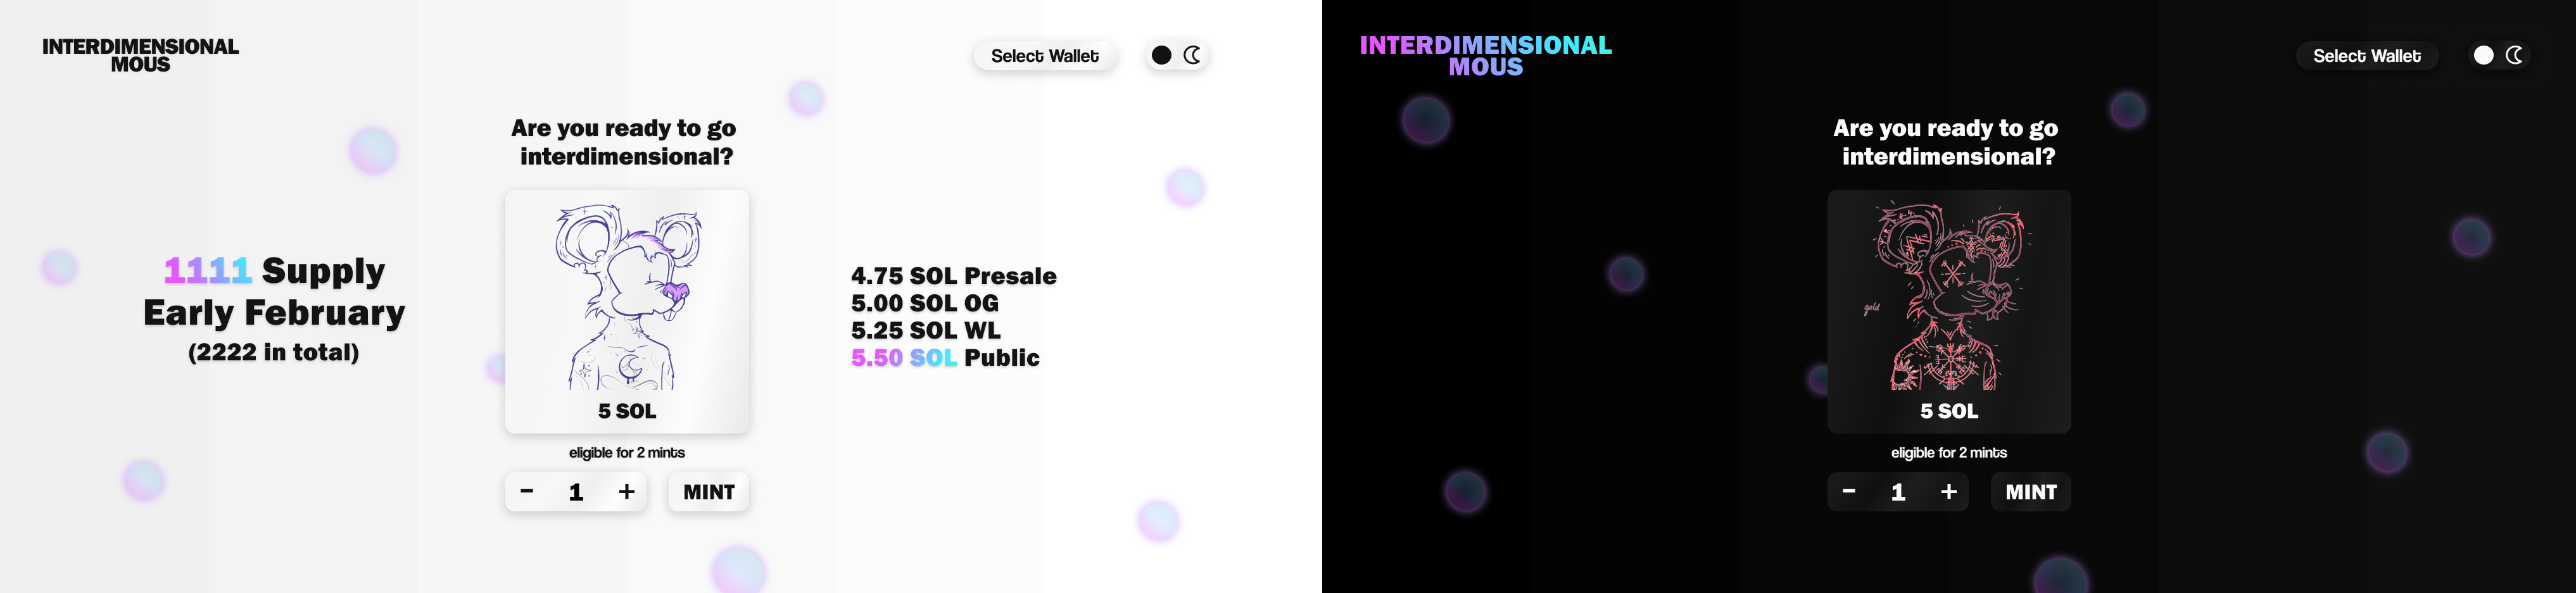 INTERDIMENSIONAL
MOUS
Select Wallet
Are you ready to go
interdimensional?
1111 Supply
Early February
(2222 in total)
5 SOL
eligible for 2 mints
- 1 +
MINT
4.75 SOL Presale
5.00 SOL OG
5.25 SOL WL
5.50 SOL Public
INTERDIMENSIONAL
MOUS
Select Wallet
Are you ready to go
interdimensional?
gold
5 SOL
eligible for 2 mints
- 1 +
MINT